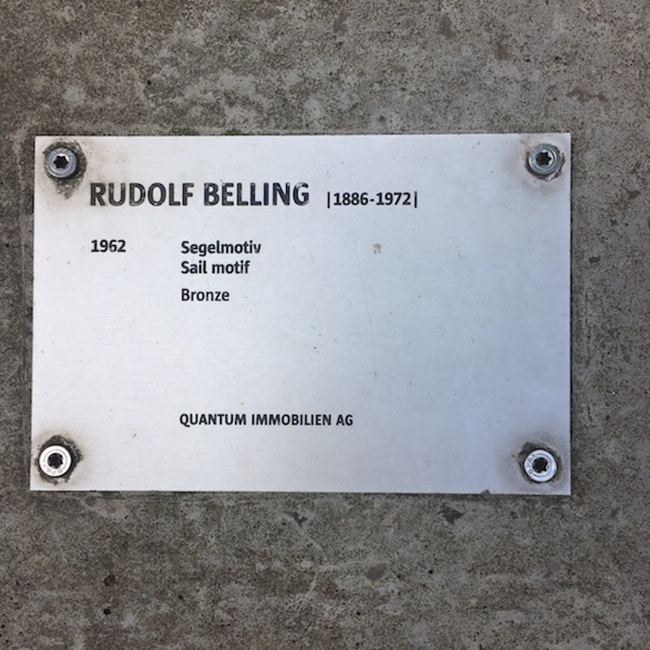 RUDOLF BELLING |1886-1972|
1962 Segelmotiv
Sail motif
Bronze
QUANTUM IMMOBILIEN AG